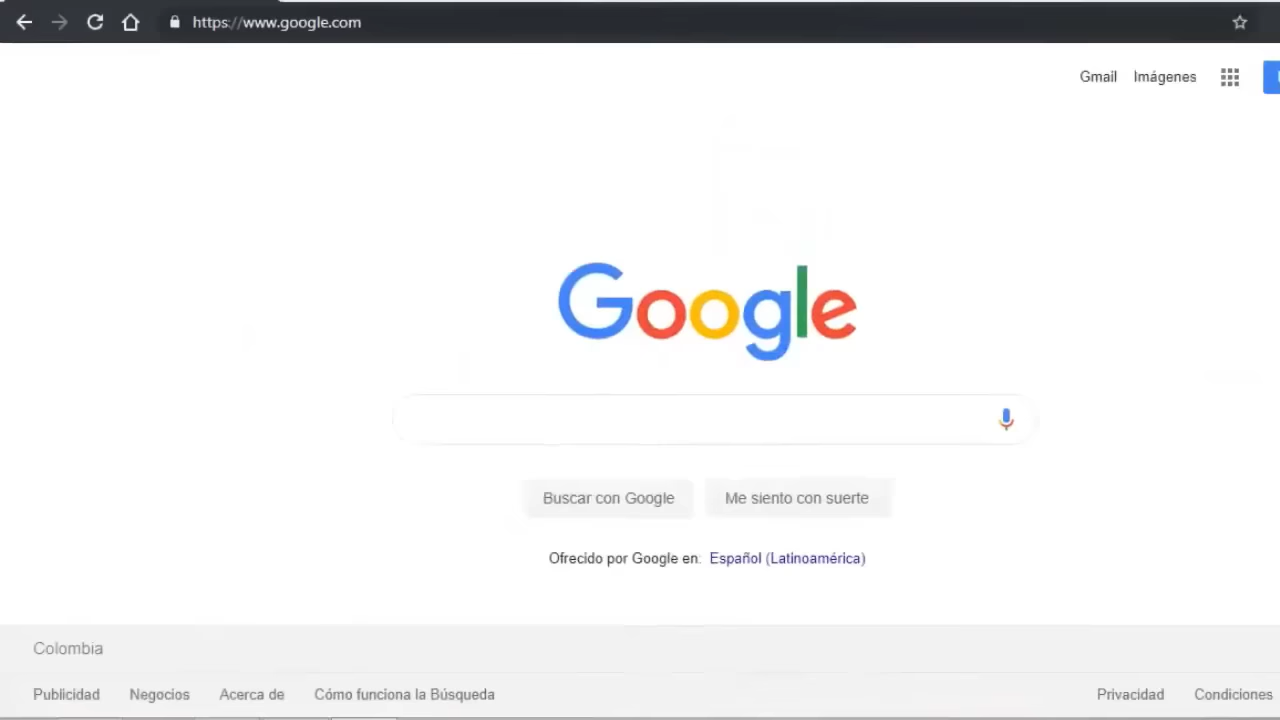 https://www.google.com
Gmail Imágenes
Google
Buscar con Google Me siento con suerte
Ofrecido por Google en: Español (Latinoamérica)
Colombia
Publicidad Negocios Acerca de Cómo funciona la Búsqueda Privacidad Condiciones